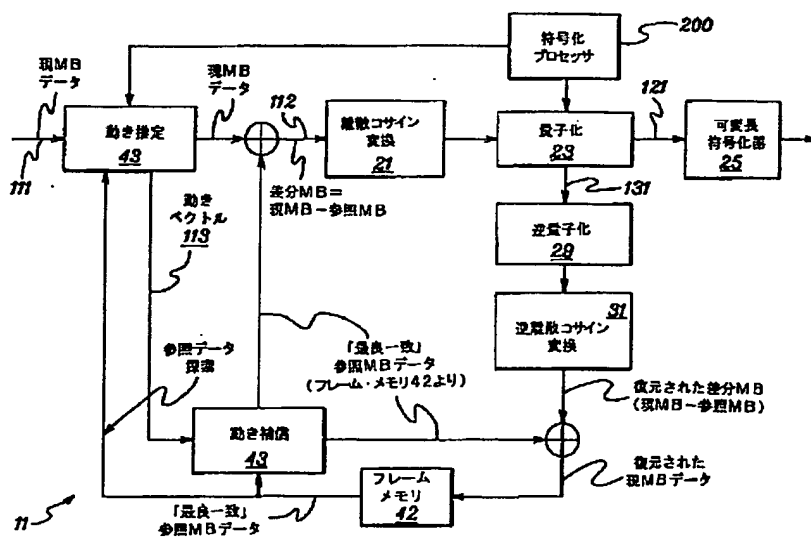 符号化
プロセッサ
200
現MB
データ
111
動き推定
43
現MB
データ
112
離散コサイン
変換
21
量子化
23
121
可変長
符号化器
25
差分MB=
現MB-参照MB
動き
ベクトル
113
131
逆量子化
29
逆離散コサイン
変換
31
参照データ
探索
「最良一致」
参照MBデータ
(フレーム・メモリ42より)
復元された差分MB
(現MB-参照MB)
動き補償
43
復元された
現MBデータ
フレーム
メモリ
42
「最良一致」
参照MBデータ
11